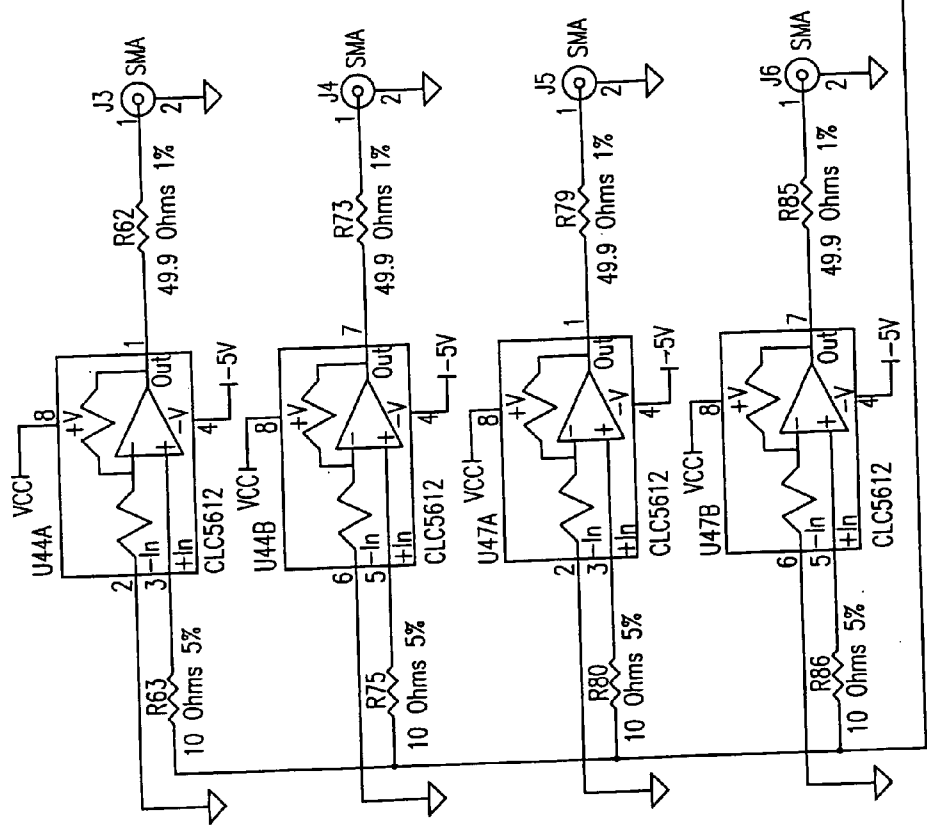 J3
SMA
1
2
R62
49.9 Ohms 1%
VCC
8
+V
1
Out
-V
4
-5V
U44A
2
-In
3
+In
CLC5612
R63
10 Ohms 5%
J4
SMA
1
2
R73
49.9 Ohms 1%
VCC
8
+V
7
Out
-V
4
-5V
U44B
6
-In
5
+In
CLC5612
R75
10 Ohms 5%
J5
SMA
1
2
R79
49.9 Ohms 1%
VCC
8
+V
1
Out
-V
4
-5V
U47A
2
-In
3
+In
CLC5612
R80
10 Ohms 5%
J6
SMA
1
2
R85
49.9 Ohms 1%
VCC
8
+V
7
Out
-V
4
-5V
U47B
6
-In
5
+In
CLC5612
R86
10 Ohms 5%